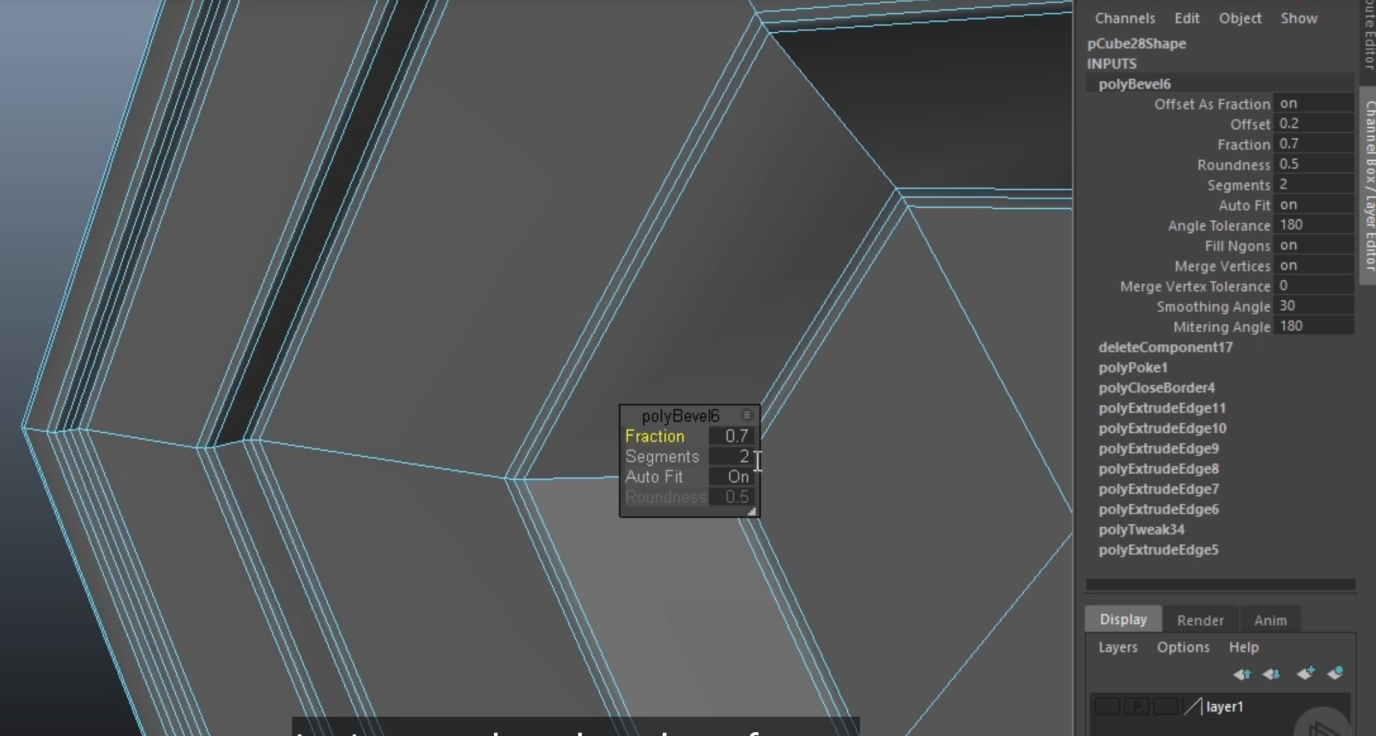 Channels Edit Object Show
pCube28Shape
INPUTS
polyBevel6
Offset As Fraction on
Offset 0.2
Fraction 0.7
Roundness 0.5
Segments 2
Auto Fit on
Angle Tolerance 180
Fill Ngons on
Merge Vertices on
Merge Vertex Tolerance 0
Smoothing Angle 30
Mitering Angle 180
deleteComponent17
polyPoke1
polyCloseBorder4
polyExtrudeEdge11
polyExtrudeEdge10
polyExtrudeEdge9
polyExtrudeEdge8
polyExtrudeEdge7
polyExtrudeEdge6
polyTweak34
polyExtrudeEdge5
Display Render Anim
Layers Options Help
P layer1
Editor
Channel Box / Layer Editor
polyBevel6
Fraction 0.7
Segments 2
Auto Fit On
Roundness 0.5